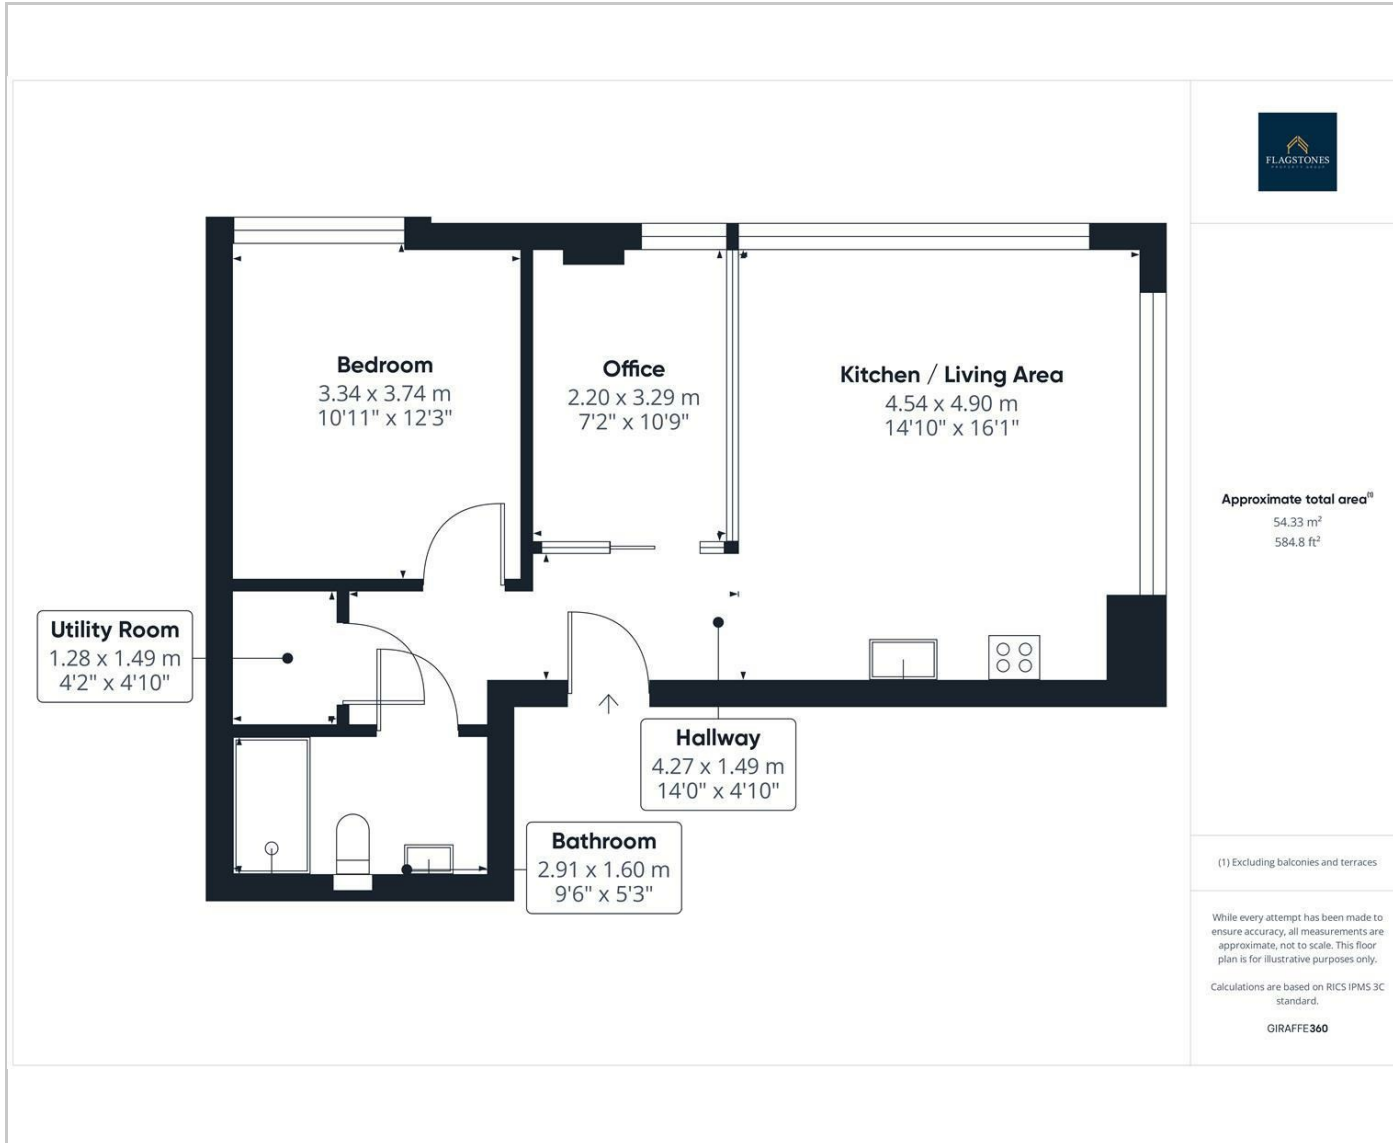 Bedroom
3.34 x 3.74 m
10'11" x 12'3"
Office
2.20 x 3.29 m
7'2" x 10'9"
Kitchen / Living Area
4.54 x 4.90 m
14'10" x 16'1"
Utility Room
1.28 x 1.49 m
4'2" x 4'10"
Hallway
4.27 x 1.49 m
14'0" x 4'10"
Bathroom
2.91 x 1.60 m
9'6" x 5'3"
FLAGSTONES
PROPERTY GROUP
Approximate total area⁽¹⁾
54.33 m²
584.8 ft²
(1) Excluding balconies and terraces
While every attempt has been made to
ensure accuracy, all measurements are
approximate, not to scale. This floor
plan is for illustrative purposes only.
Calculations are based on RICS IPMS 3C
standard.
GIRAFFE360